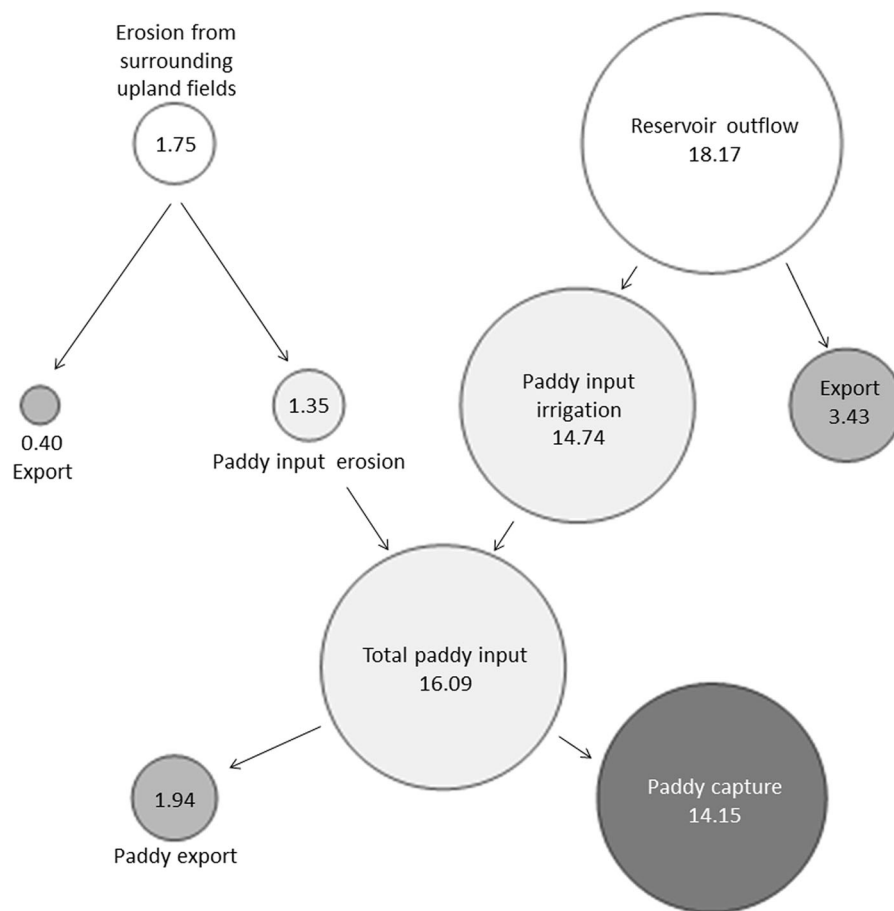 Erosion from
surrounding
upland fields
1.75
Reservoir outflow
18.17
0.40
Export
1.35
Paddy input erosion
Paddy input
irrigation
14.74
Export
3.43
Total paddy input
16.09
1.94
Paddy export
Paddy capture
14.15